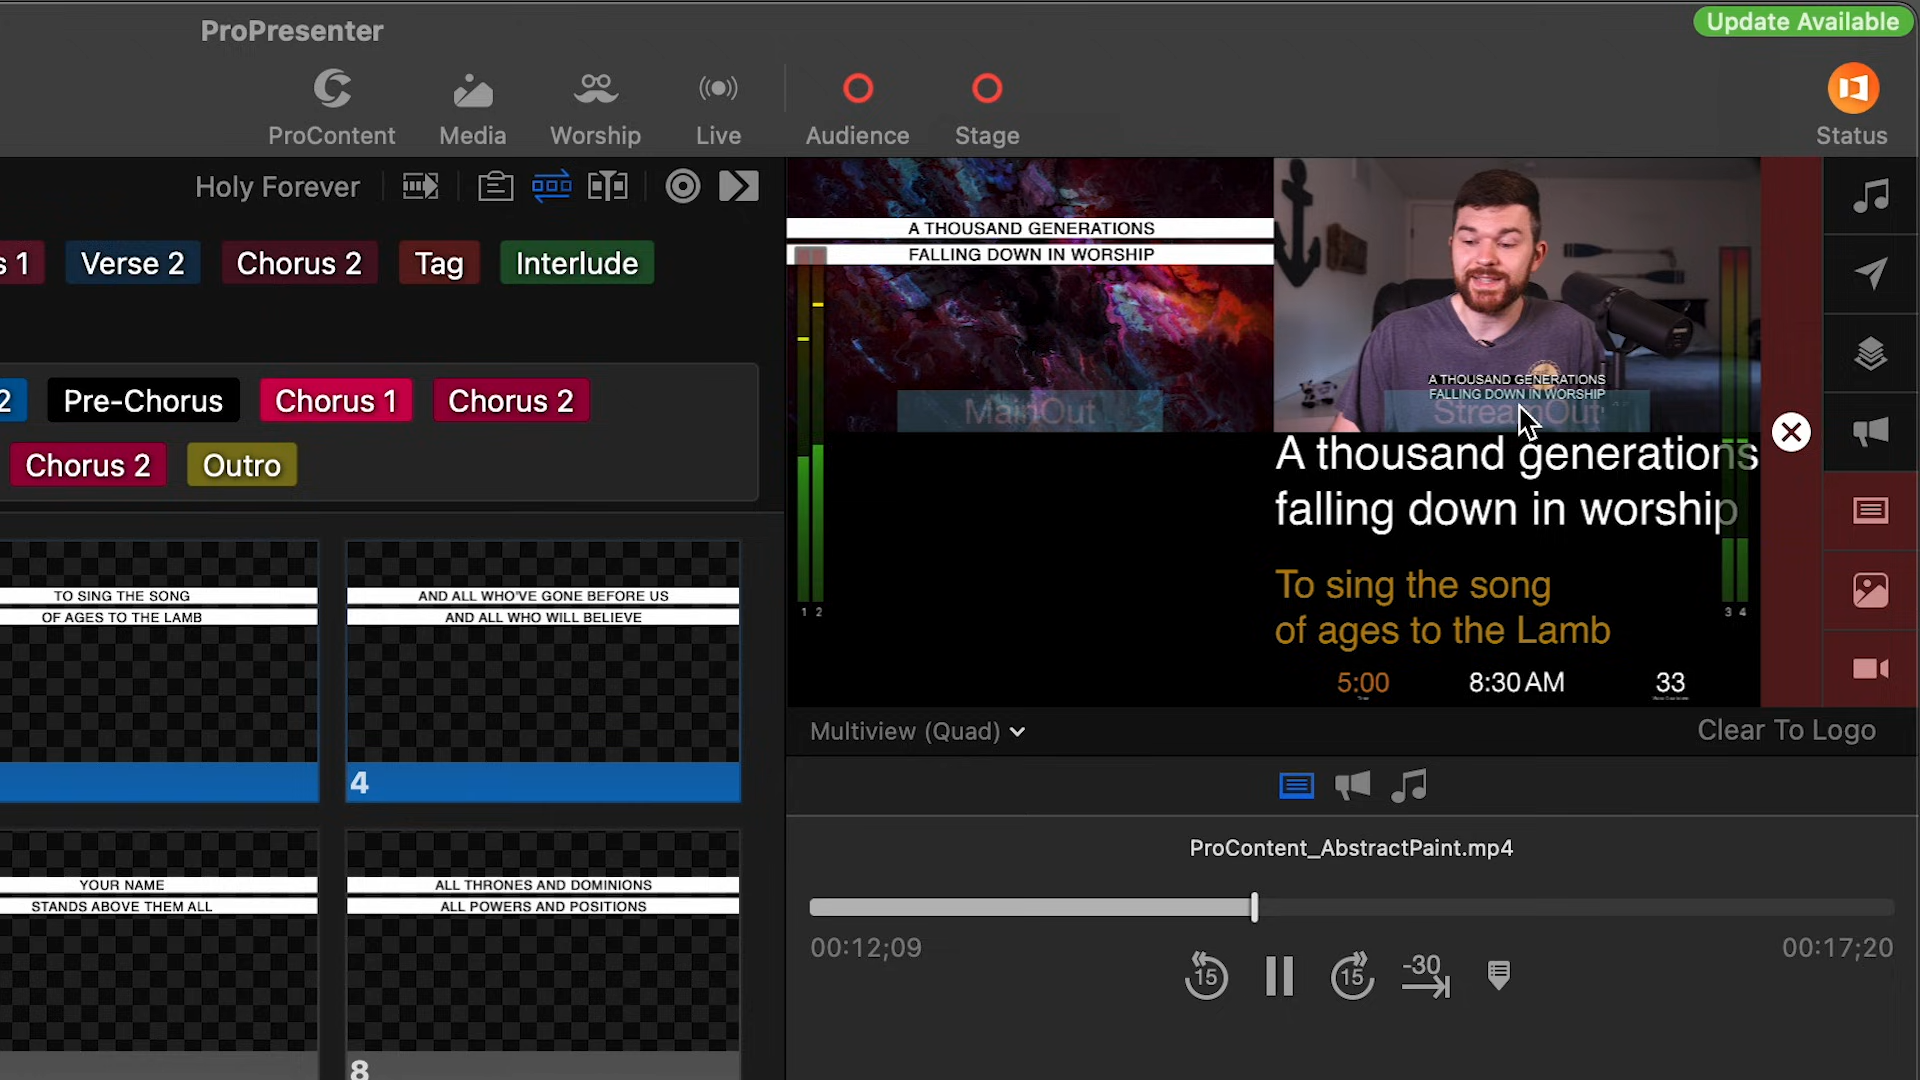 ProPresenter
Update Available
ProContent
Media
Worship
Live
Audience
Stage
Status
Holy Forever
s 1
Verse 2
Chorus 2
Tag
Interlude
2
Pre-Chorus
Chorus 1
Chorus 2
Chorus 2
Outro
TO SING THE SONG
OF AGES TO THE LAMB
AND ALL WHO'VE GONE BEFORE US
AND ALL WHO WILL BELIEVE
4
YOUR NAME
STANDS ABOVE THEM ALL
ALL THRONES AND DOMINIONS
ALL POWERS AND POSITIONS
8
A THOUSAND GENERATIONS
FALLING DOWN IN WORSHIP
MainOut
A THOUSAND GENERATIONS
FALLING DOWN IN WORSHIP
StreamOut
A thousand generations
falling down in worship
To sing the song
of ages to the Lamb
5:00
8:30 AM
33
1 2
3 4
Multiview (Quad)
Clear To Logo
ProContent_AbstractPaint.mp4
00:12;09
00:17;20
15
15
-30